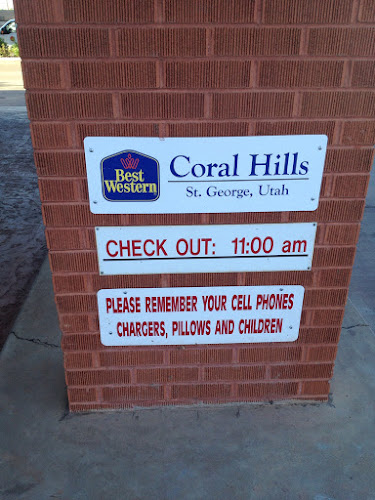 Best
Western
Coral Hills
St. George, Utah
CHECK OUT: 11:00 am
PLEASE REMEMBER YOUR CELL PHONES
CHARGERS, PILLOWS AND CHILDREN